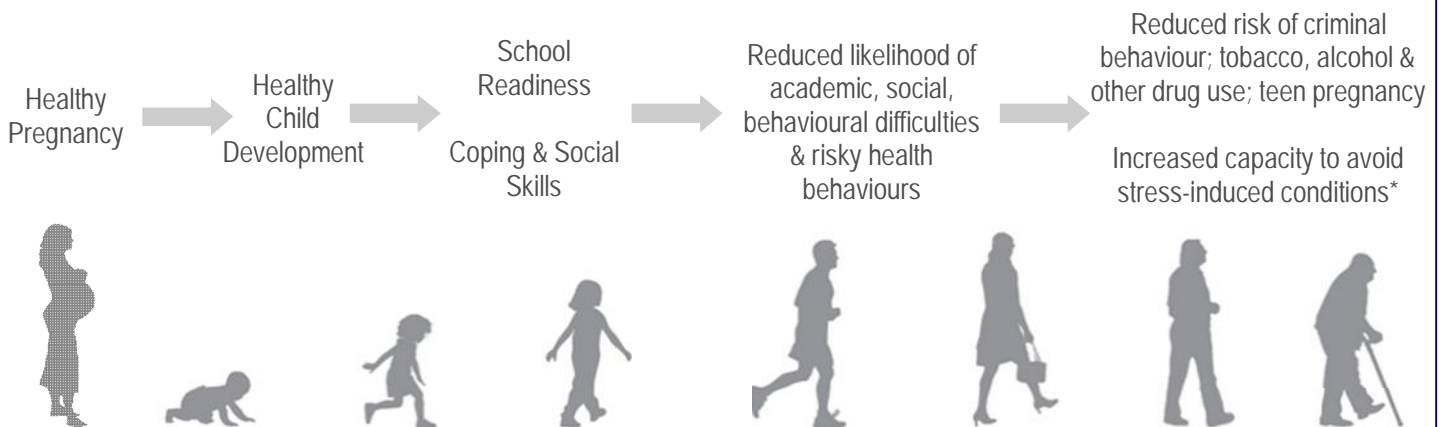 Healthy
Pregnancy
Healthy
Child
Development
School
Readiness
Coping & Social
Skills
Reduced likelihood of
academic, social,
behavioural difficulties
& risky health
behaviours
Reduced risk of criminal
behaviour; tobacco, alcohol &
other drug use; teen pregnancy
Increased capacity to avoid
stress-induced conditions*